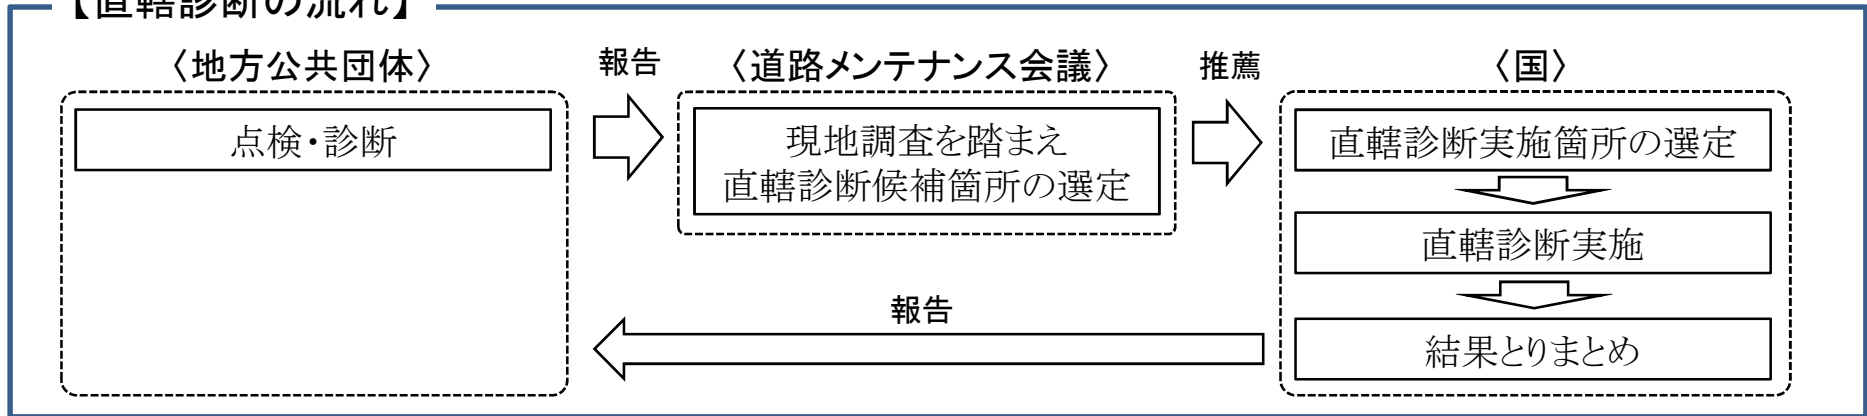 【直轄診断の流れ】
〈地方公共団体〉
点検・診断
報告
〈道路メンテナンス会議〉
現地調査を踏まえ
直轄診断候補箇所の選定
推薦
〈国〉
直轄診断実施箇所の選定
直轄診断実施
結果とりまとめ
報告